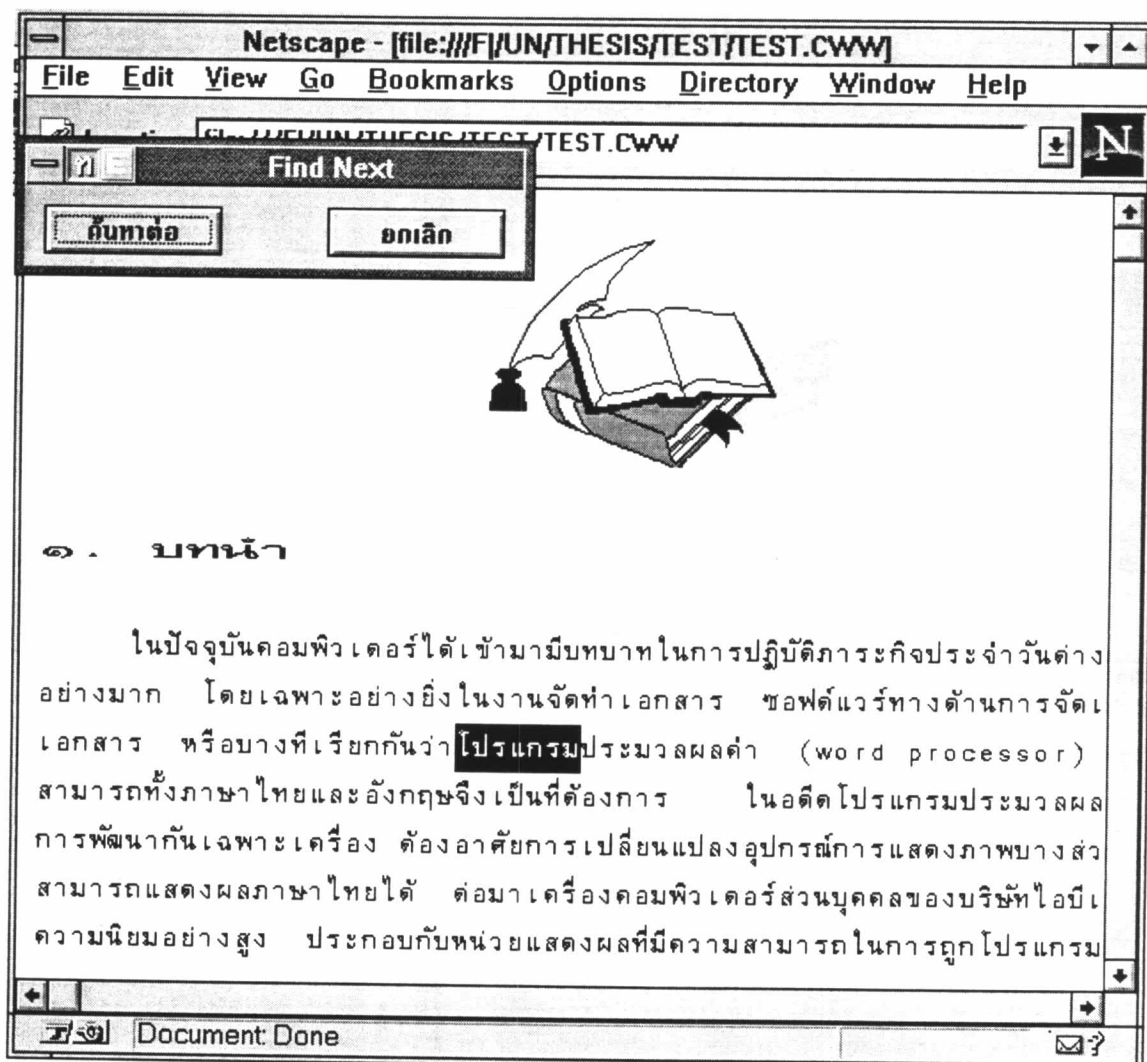 Netscape - [file:///F|/UN/THESIS/TEST/TEST.CWW]
File Edit View Go Bookmarks Options Directory Window Help
file:///F|/UN/THESIS/TEST/TEST.CWW
N
Find Next
ค้นหาต่อ ยกเลิก
๑. บทนำ
ในปัจจุบันคอมพิวเตอร์ได้เข้ามามีบทบาทในการปฏิบัติภาระกิจประจำวันต่าง
อย่างมาก โดยเฉพาะอย่างยิ่งในงานจัดทำเอกสาร ซอฟต์แวร์ทางด้านการจัดเ
เอกสาร หรือบางทีเรียกกันว่าโปรแกรมประมวลผลคำ (word processor)
สามารถทั้งภาษาไทยและอังกฤษจึงเป็นที่ต้องการ ในอดีตโปรแกรมประมวลผล
การพัฒนากันเฉพาะเครื่อง ต้องอาศัยการเปลี่ยนแปลงอุปกรณ์การแสดงภาพบางส่ว
สามารถแสดงผลภาษาไทยได้ ต่อมาเครื่องคอมพิวเตอร์ส่วนบุคคลของบริษัทไอบีเ
ความนิยมอย่างสูง ประกอบกับหน่วยแสดงผลที่มีความสามารถในการถูกโปรแกรม
Document: Done